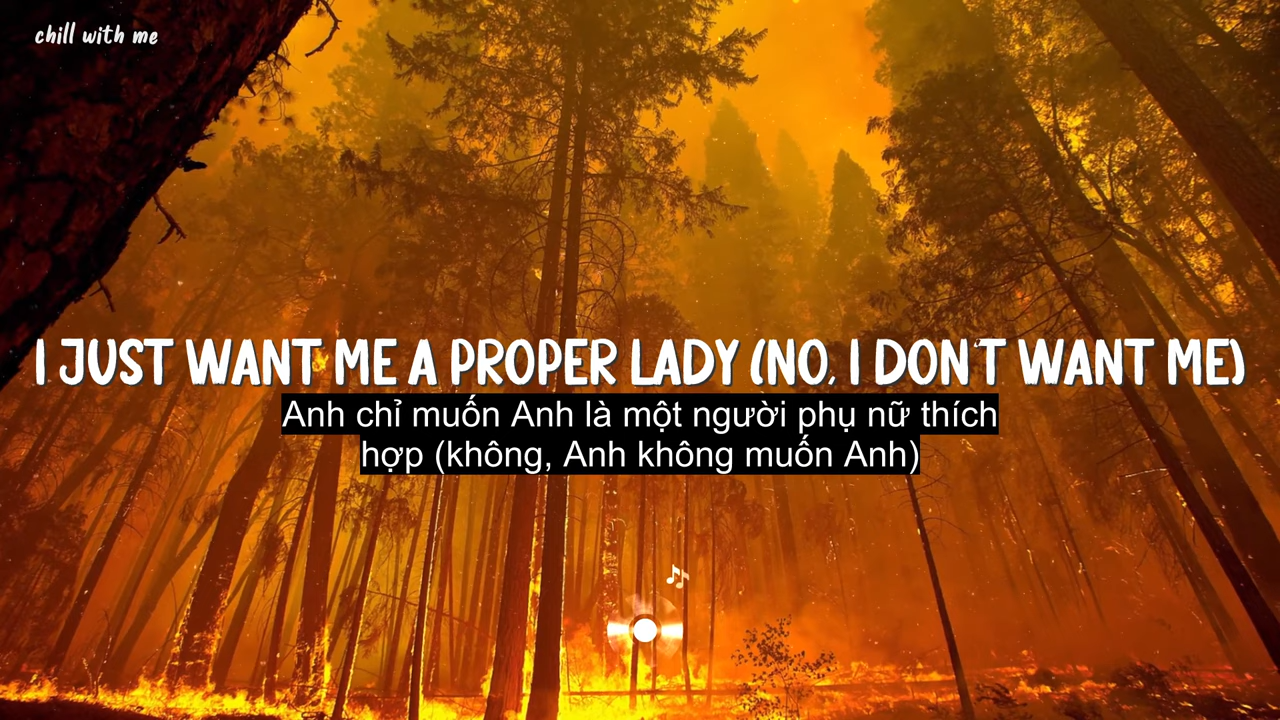 chill with me
I JUST WANT ME A PROPER LADY (NO, I DON'T WANT ME)
Anh chỉ muốn Anh là một người phụ nữ thích
hợp (không, Anh không muốn Anh)